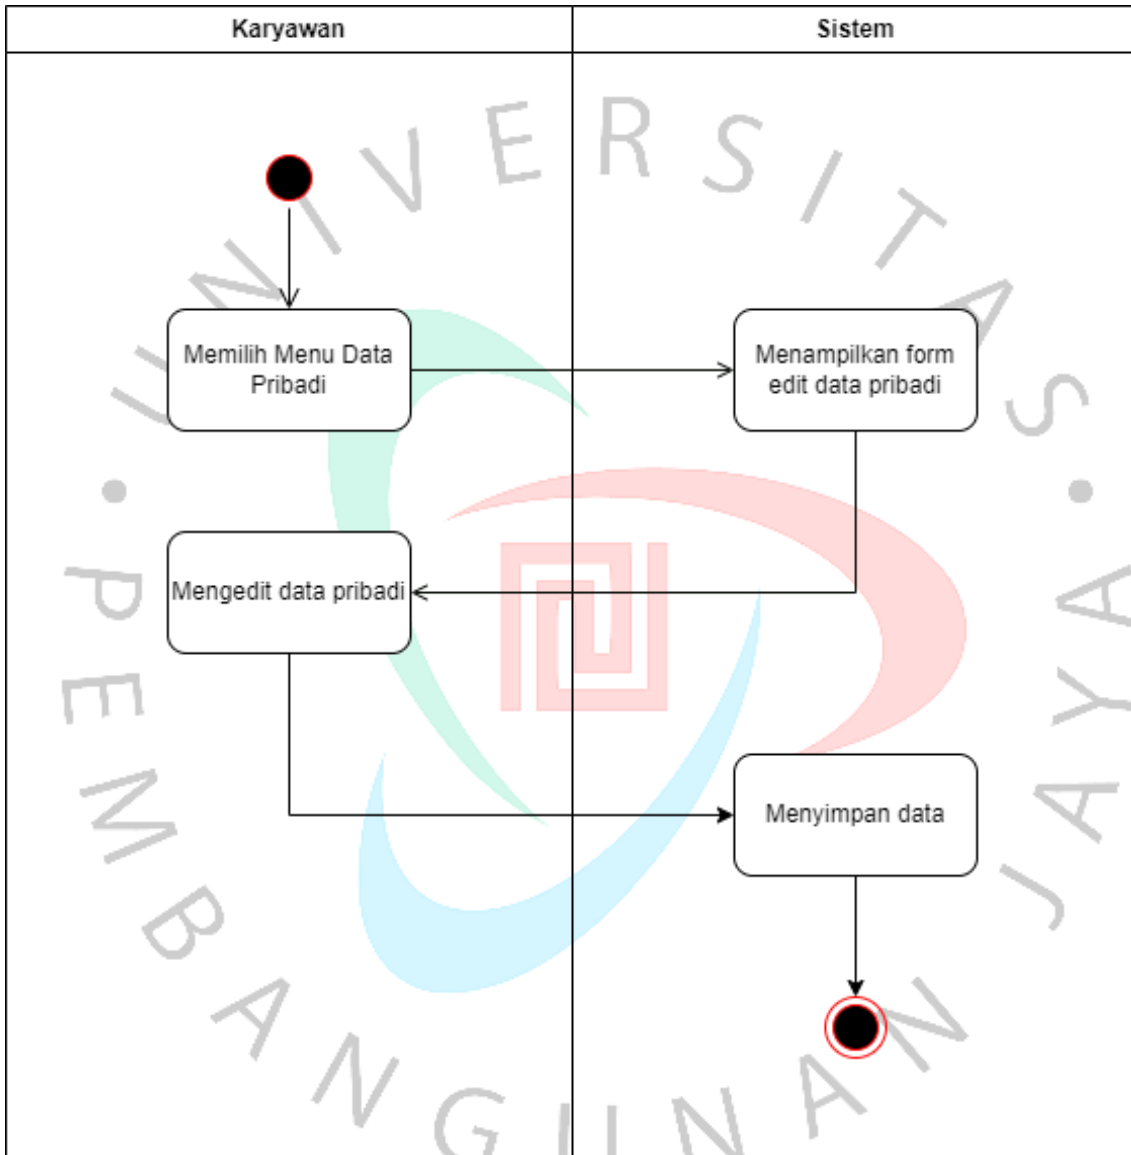 Karyawan
Sistem
Memilih Menu Data
Pribadi
Menampilkan form
edit data pribadi
Mengedit data pribadi
Menyimpan data
UNIVERSITAS
PEMBANGUNAN JAYA